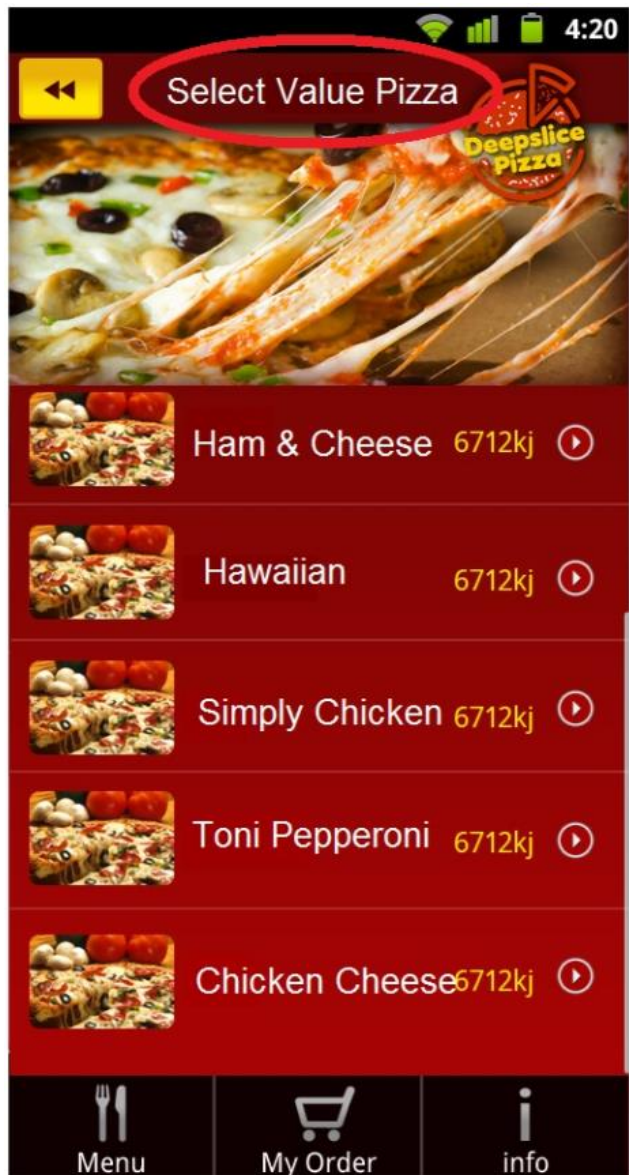 4:20
Select Value Pizza
Deepslice
Pizza
Ham & Cheese 6712kj
Hawaiian 6712kj
Simply Chicken 6712kj
Toni Pepperoni 6712kj
Chicken Cheese 6712kj
Menu My Order info